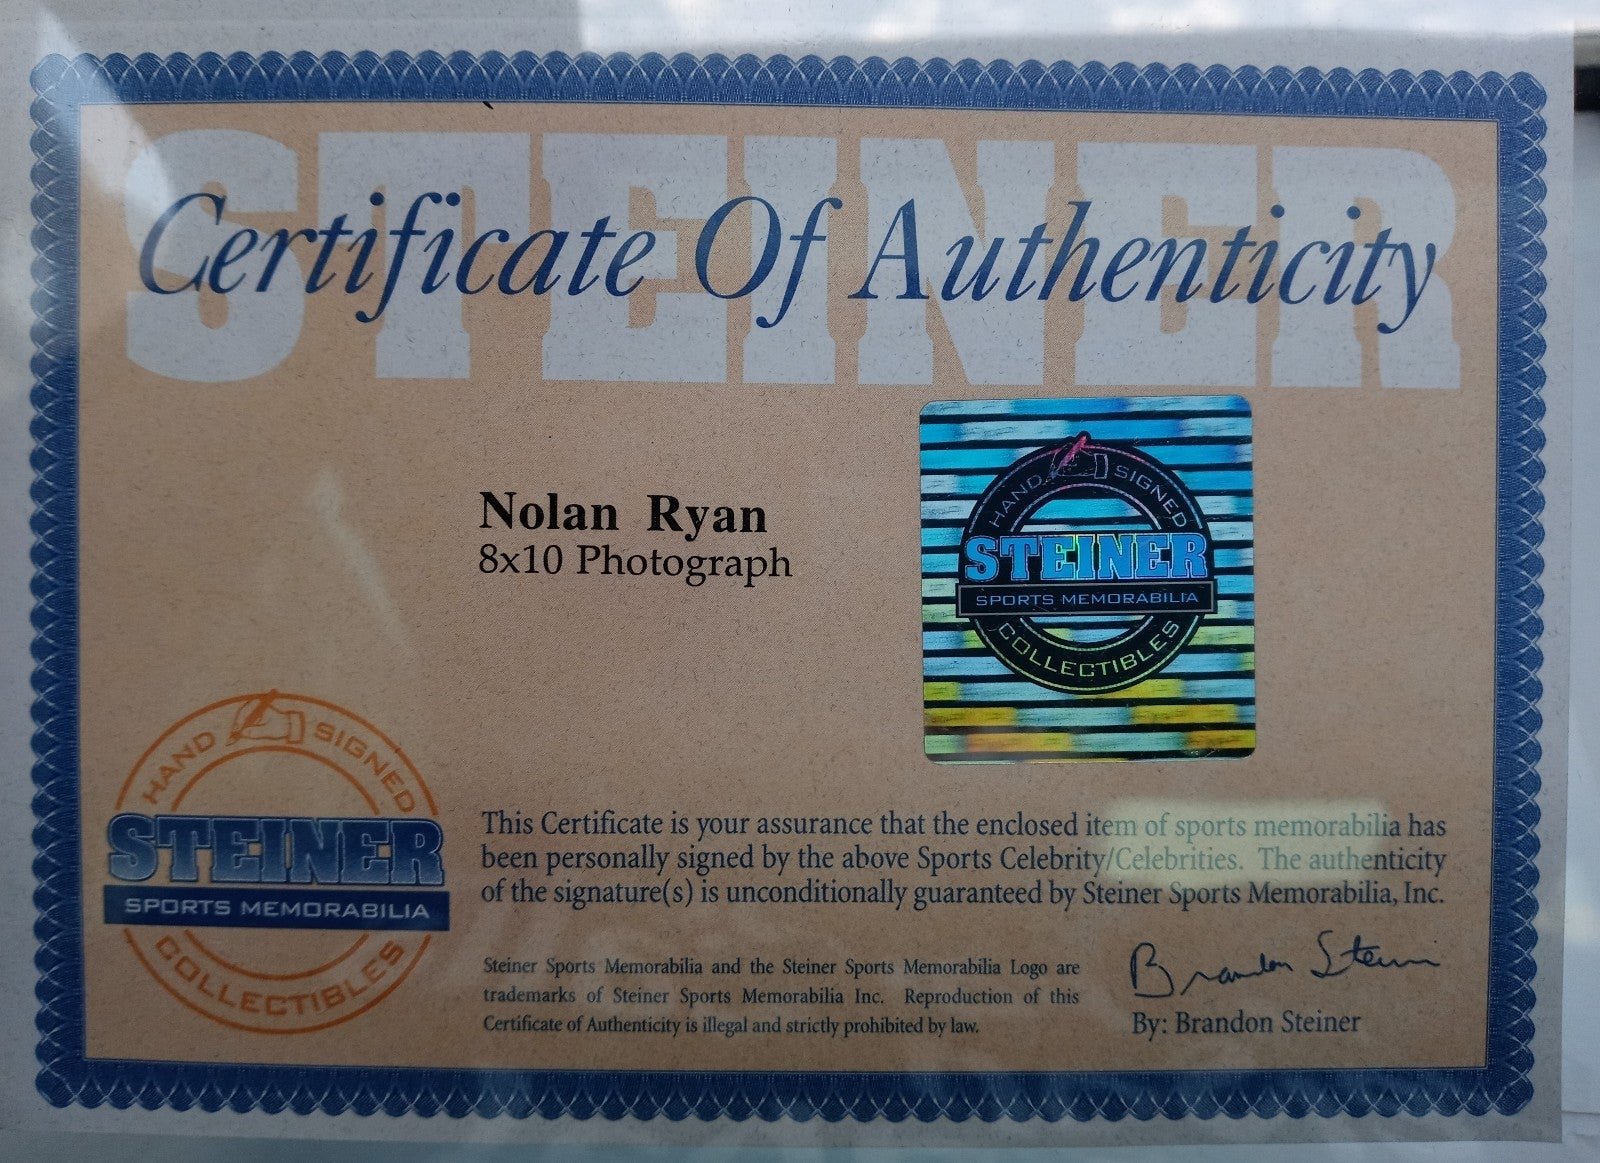 STEINER
Certificate Of Authenticity
Nolan Ryan
8x10 Photograph
HAND SIGNED
STEINER
SPORTS MEMORABILIA
COLLECTIBLES
HAND SIGNED
STEINER
SPORTS MEMORABILIA
COLLECTIBLES
This Certificate is your assurance that the enclosed item of sports memorabilia has
been personally signed by the above Sports Celebrity/Celebrities. The authenticity
of the signature(s) is unconditionally guaranteed by Steiner Sports Memorabilia, Inc.
Steiner Sports Memorabilia and the Steiner Sports Memorabilia Logo are
trademarks of Steiner Sports Memorabilia Inc. Reproduction of this
Certificate of Authenticity is illegal and strictly prohibited by law.
Brandon Steiner
By: Brandon Steiner